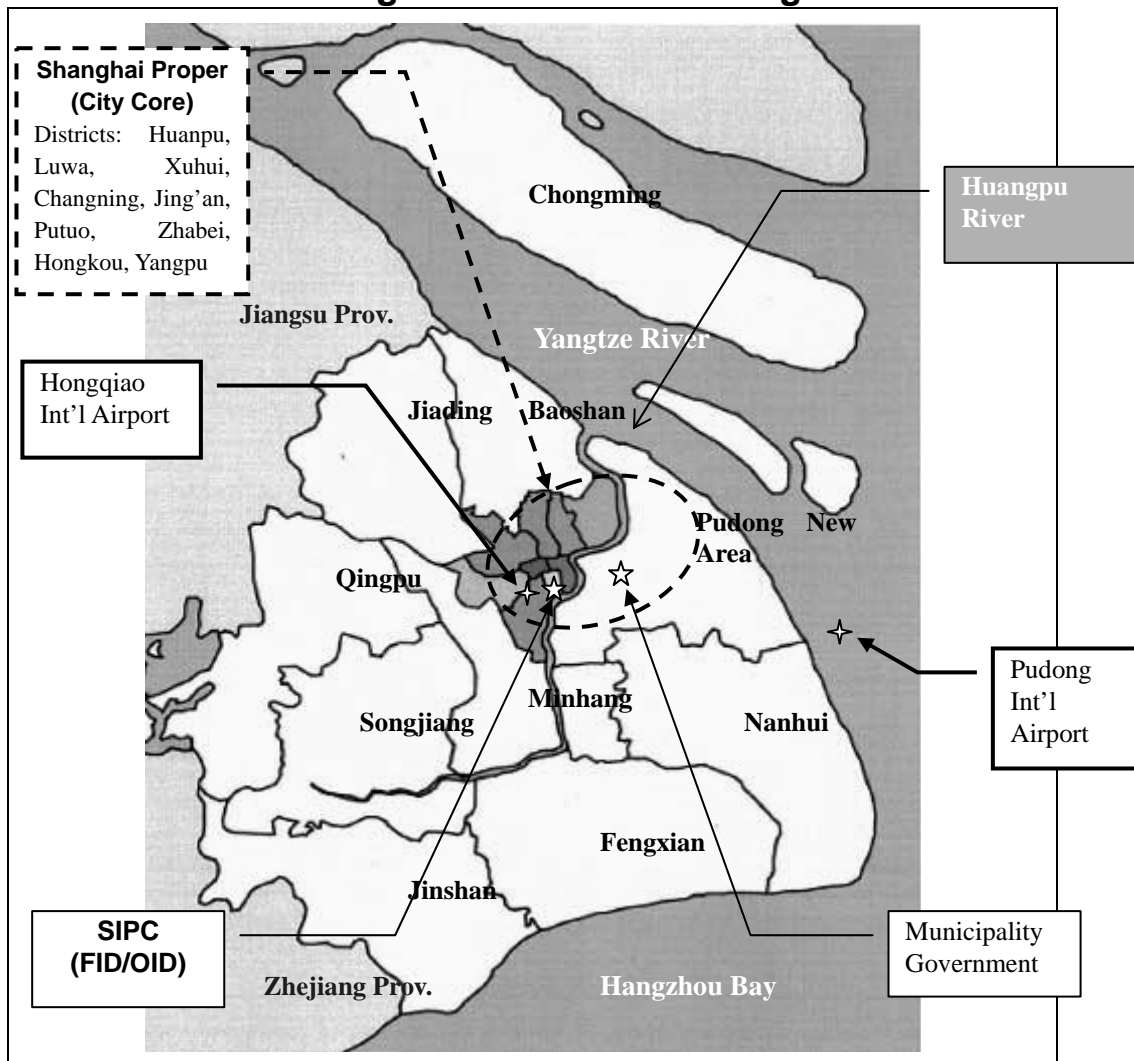 Shanghai Proper
(City Core)
Districts: Huanpu,
Luwa, Xuhui,
Changning, Jing'an,
Putuo, Zhabei,
Hongkou, Yangpu
Chongming
Huangpu
River
Jiangsu Prov.
Yangtze River
Hongqiao
Int'l Airport
Jiading
Baoshan
Pudong New
Area
Qingpu
Pudong
Int'l
Airport
Minhang
Songjiang
Nanhui
Fengxian
Jinshan
SIPC
(FID/OID)
Municipality
Government
Zhejiang Prov.
Hangzhou Bay